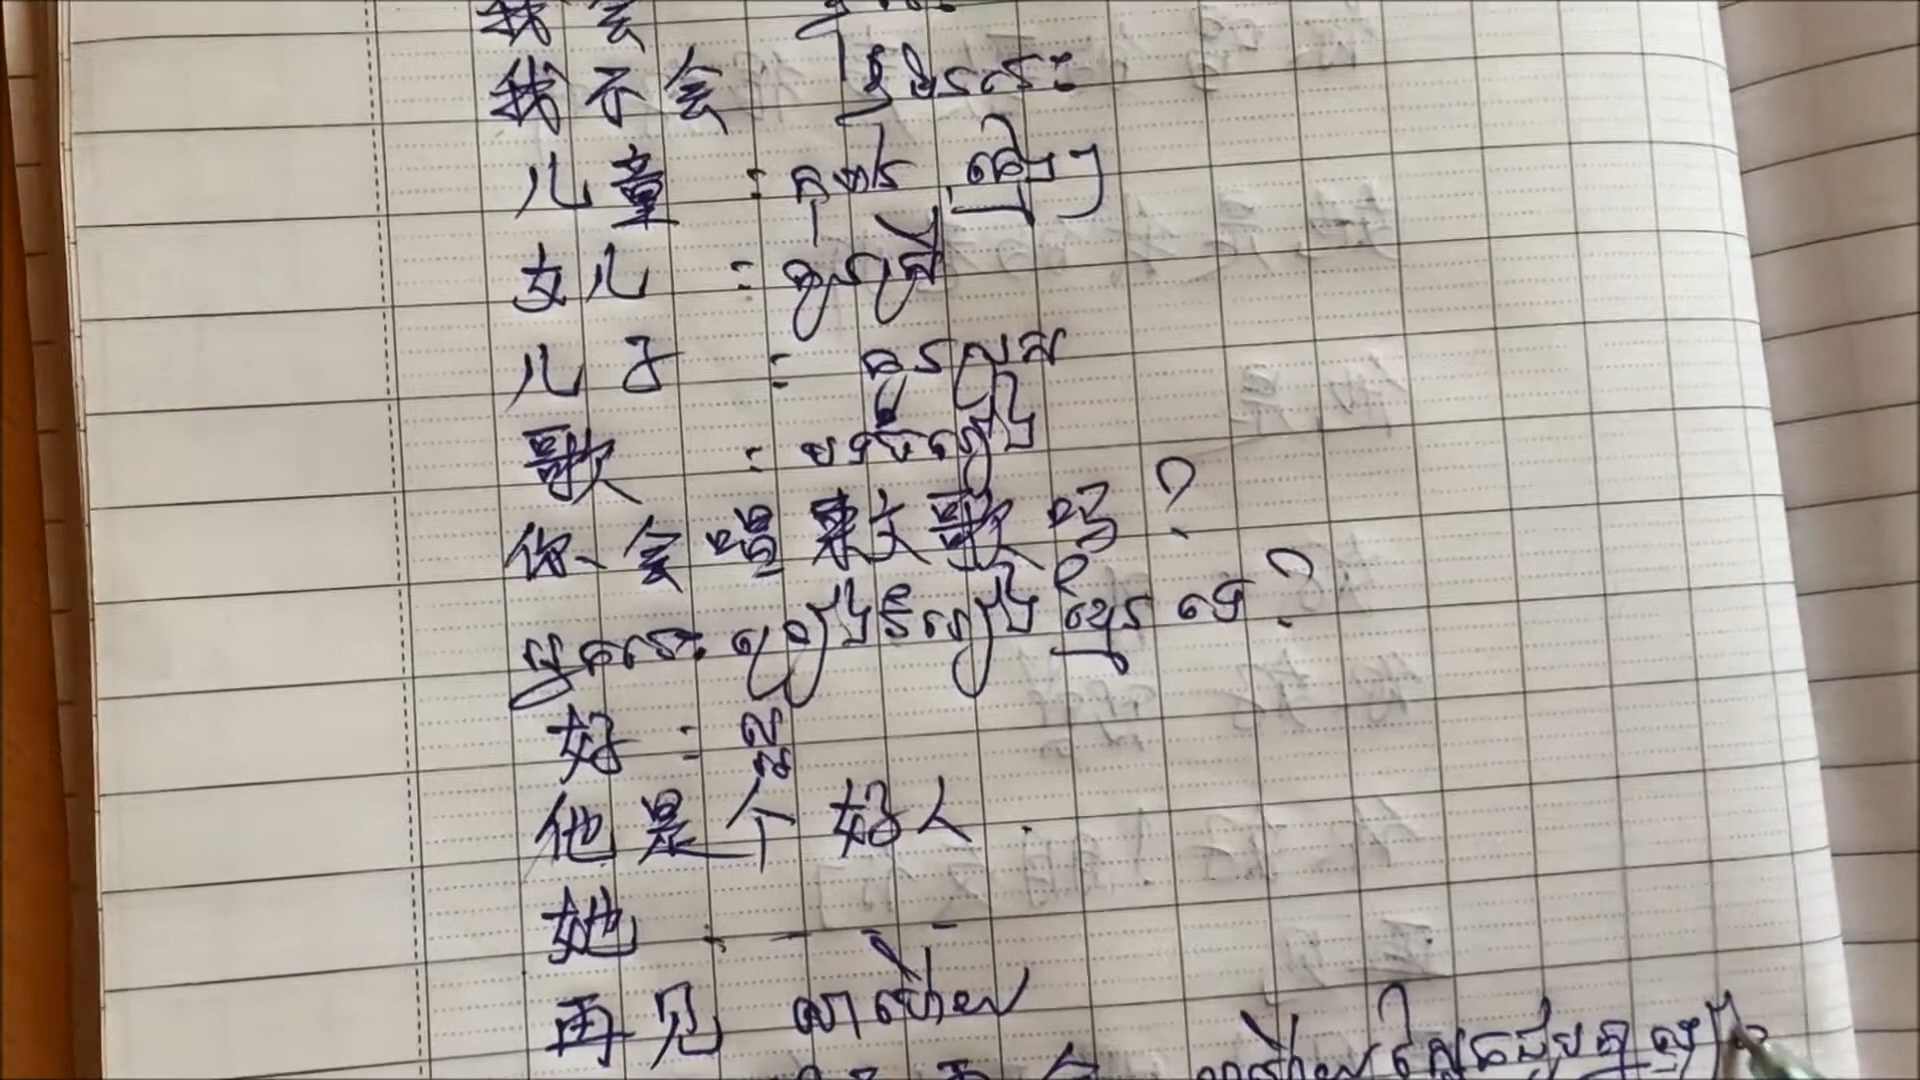 我会
我不会 ខ្ញុំមិនចេះ
儿童 : កុមារ ក្មេងៗ
女儿 : កូនស្រី
儿子 : កូនប្រុស
歌 : បទចំរៀង
你会唱柬文歌吗?
អ្នកចេះច្រៀងចំរៀងខ្មែរ ទេ?
好 : ល្អ
他是个好人.
她 : - - -
再见 លាហើយ